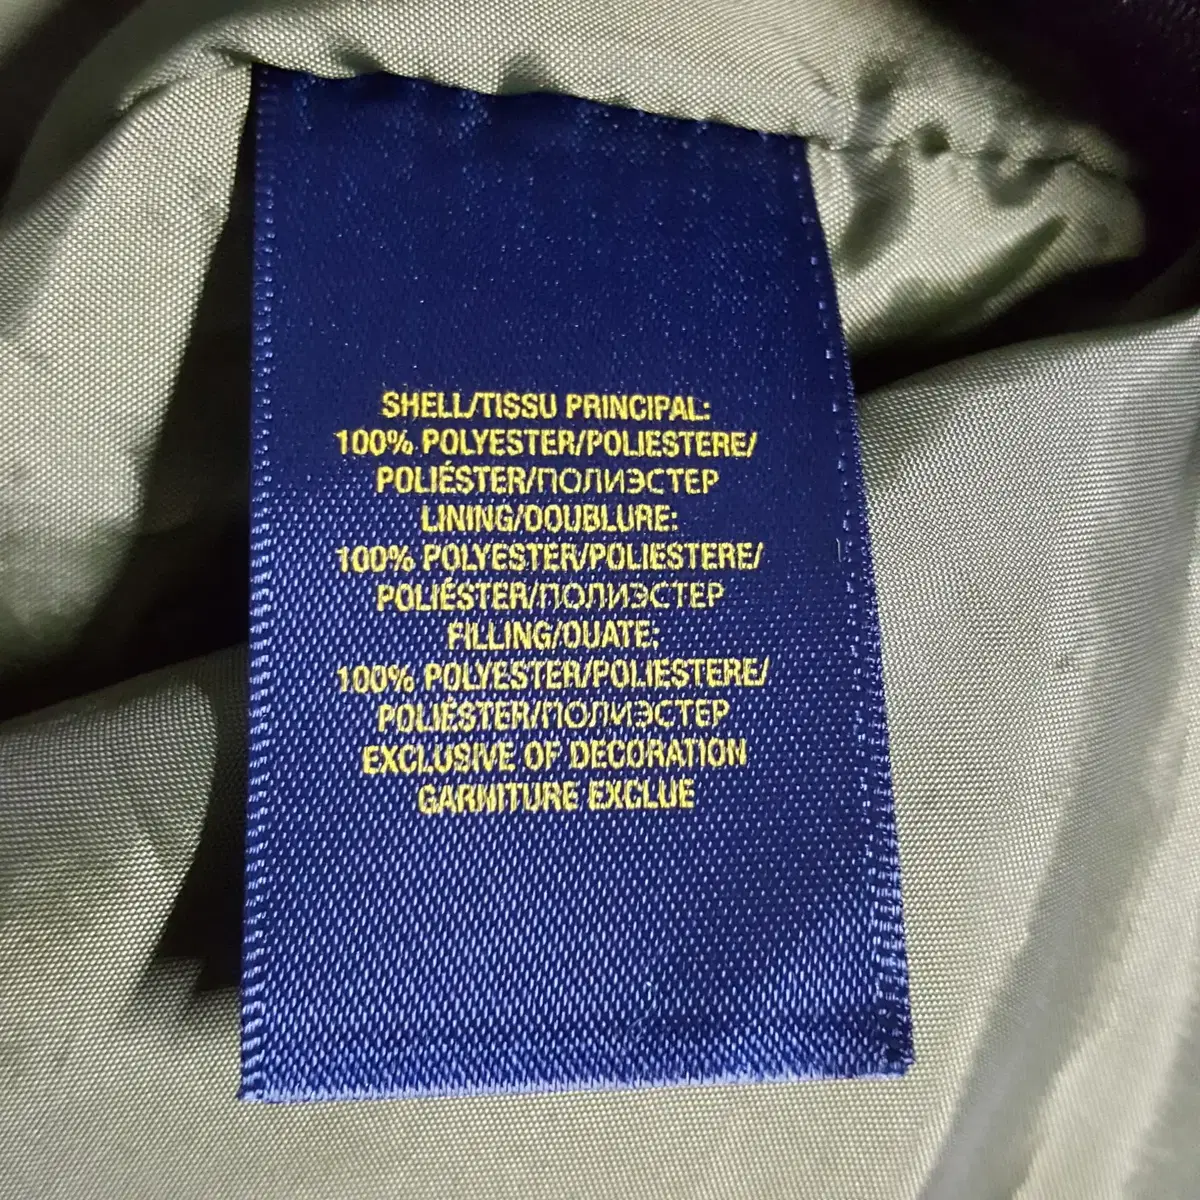 SHELL/TISSU PRINCIPAL:
100% POLYESTER/POLIESTERE/
POLIÉSTER/ПОЛИЭСТЕР
LINING/DOUBLURE:
100% POLYESTER/POLIESTERE/
POLIÉSTER/ПОЛИЭСТЕР
FILLING/OUATE:
100% POLYESTER/POLIESTERE/
POLIÉSTER/ПОЛИЭСТЕР
EXCLUSIVE OF DECORATION
GARNITURE EXCLUE